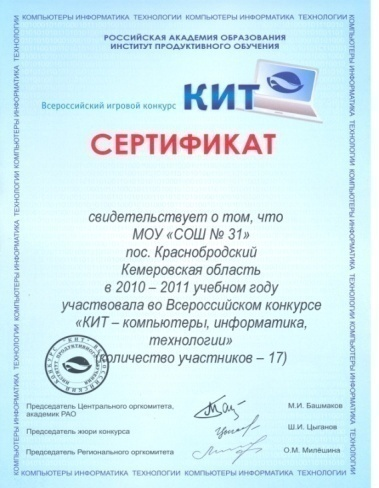 КОМПЬЮТЕРЫ ИНФОРМАТИКА ТЕХНОЛОГИИ КОМПЬЮТЕРЫ ИНФОРМАТИКА ТЕХНОЛОГИИ
РОССИЙСКАЯ АКАДЕМИЯ ОБРАЗОВАНИЯ
ИНСТИТУТ ПРОДУКТИВНОГО ОБУЧЕНИЯ
Всероссийский игровой конкурс КИТ
СЕРТИФИКАТ
свидетельствует о том, что
МОУ «СОШ № 31»
пос. Краснобродский
Кемеровская область
в 2010 – 2011 учебном году
участвовала во Всероссийском конкурсе
«КИТ – компьютеры, информатика,
технологии»
(количество участников – 17)
Председатель Центрального оргкомитета,
академик РАО
М.И. Башмаков
Председатель жюри конкурса
Ш.И. Цыганов
Председатель Регионального оргкомитета
О.М. Милёшина
КОМПЬЮТЕРЫ ИНФОРМАТИКА ТЕХНОЛОГИИ КОМПЬЮТЕРЫ ИНФОРМАТИКА ТЕХНОЛОГИИ